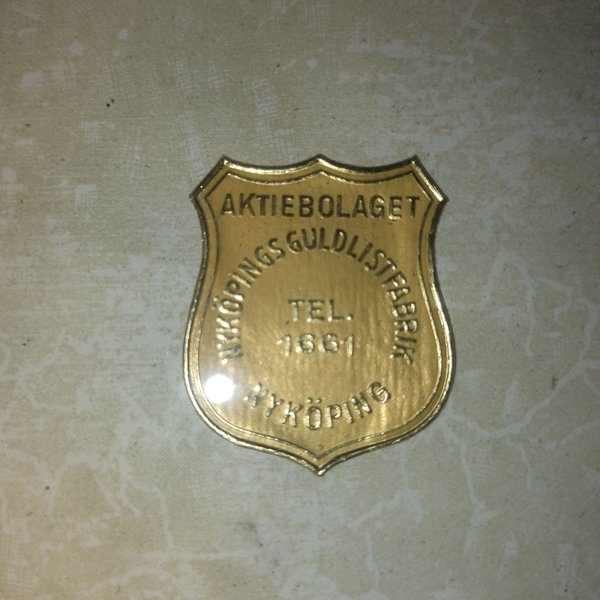 AKTIEBOLAGET
NYKÖPINGS GULDLISTFABRIK
TEL.
1661
NYKÖPING